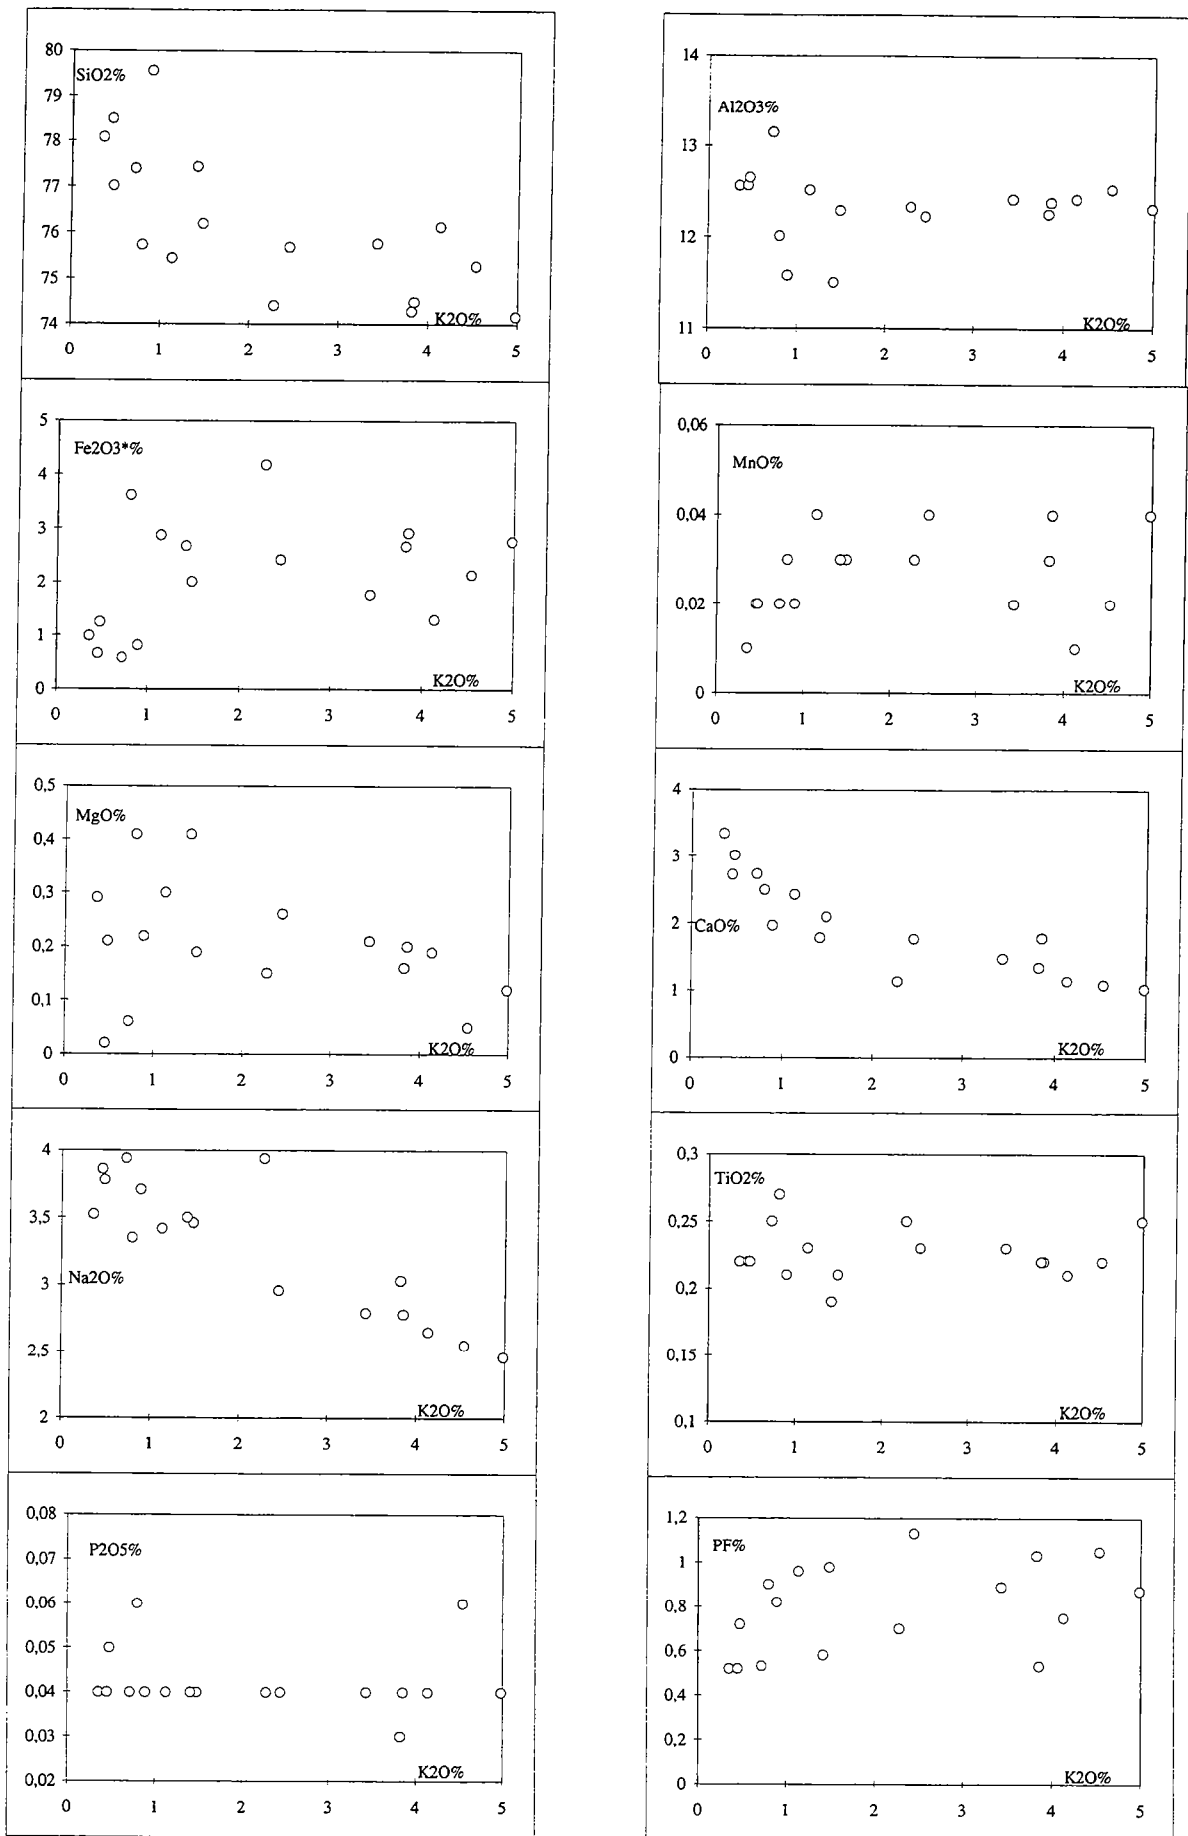 80
SiO2%
79
78
77
76
75
74
K2O%
0 1 2 3 4 5
14
Al2O3%
13
12
11
K2O%
0 1 2 3 4 5
5
Fe2O3*%
4
3
2
1
0
K2O%
0 1 2 3 4 5
0,06
MnO%
0,04
0,02
0
K2O%
0 1 2 3 4 5
0,5
MgO%
0,4
0,3
0,2
0,1
0
K2O%
0 1 2 3 4 5
4
3
2
CaO%
1
0
K2O%
0 1 2 3 4 5
4
3,5
Na2O%
3
2,5
2
K2O%
0 1 2 3 4 5
0,3
TiO2%
0,25
0,2
0,15
0,1
K2O%
0 1 2 3 4 5
0,08
P2O5%
0,07
0,06
0,05
0,04
0,03
0,02
K2O%
0 1 2 3 4 5
1,2
PF%
1
0,8
0,6
0,4
0,2
0
K2O%
0 1 2 3 4 5